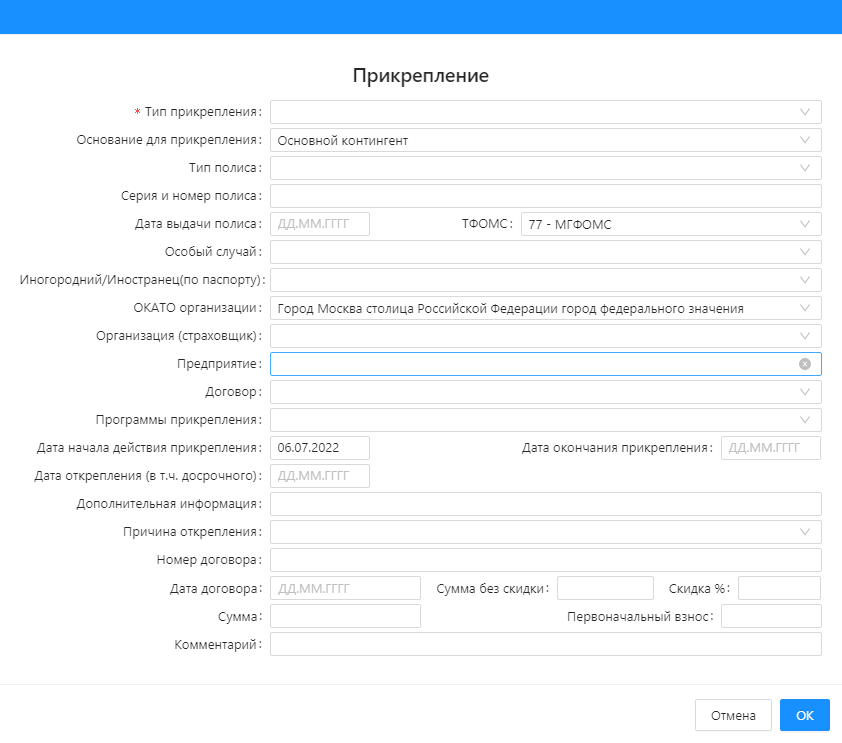 Прикрепление
* Тип прикрепления:
Основание для прикрепления: Основной контингент
Тип полиса:
Серия и номер полиса:
Дата выдачи полиса: ДД.ММ.ГГГГ ТФОМС: 77 - МГФОМС
Особый случай:
Иногородний/Иностранец(по паспорту):
ОКАТО организации: Город Москва столица Российской Федерации город федерального значения
Организация (страховщик):
Предприятие:
Договор:
Программы прикрепления:
Дата начала действия прикрепления: 06.07.2022 Дата окончания прикрепления: ДД.ММ.ГГГГ
Дата открепления (в т.ч. досрочного): ДД.ММ.ГГГГ
Дополнительная информация:
Причина открепления:
Номер договора:
Дата договора: ДД.ММ.ГГГГ Сумма без скидки: Скидка %:
Сумма: Первоначальный взнос:
Комментарий:
Отмена ОК